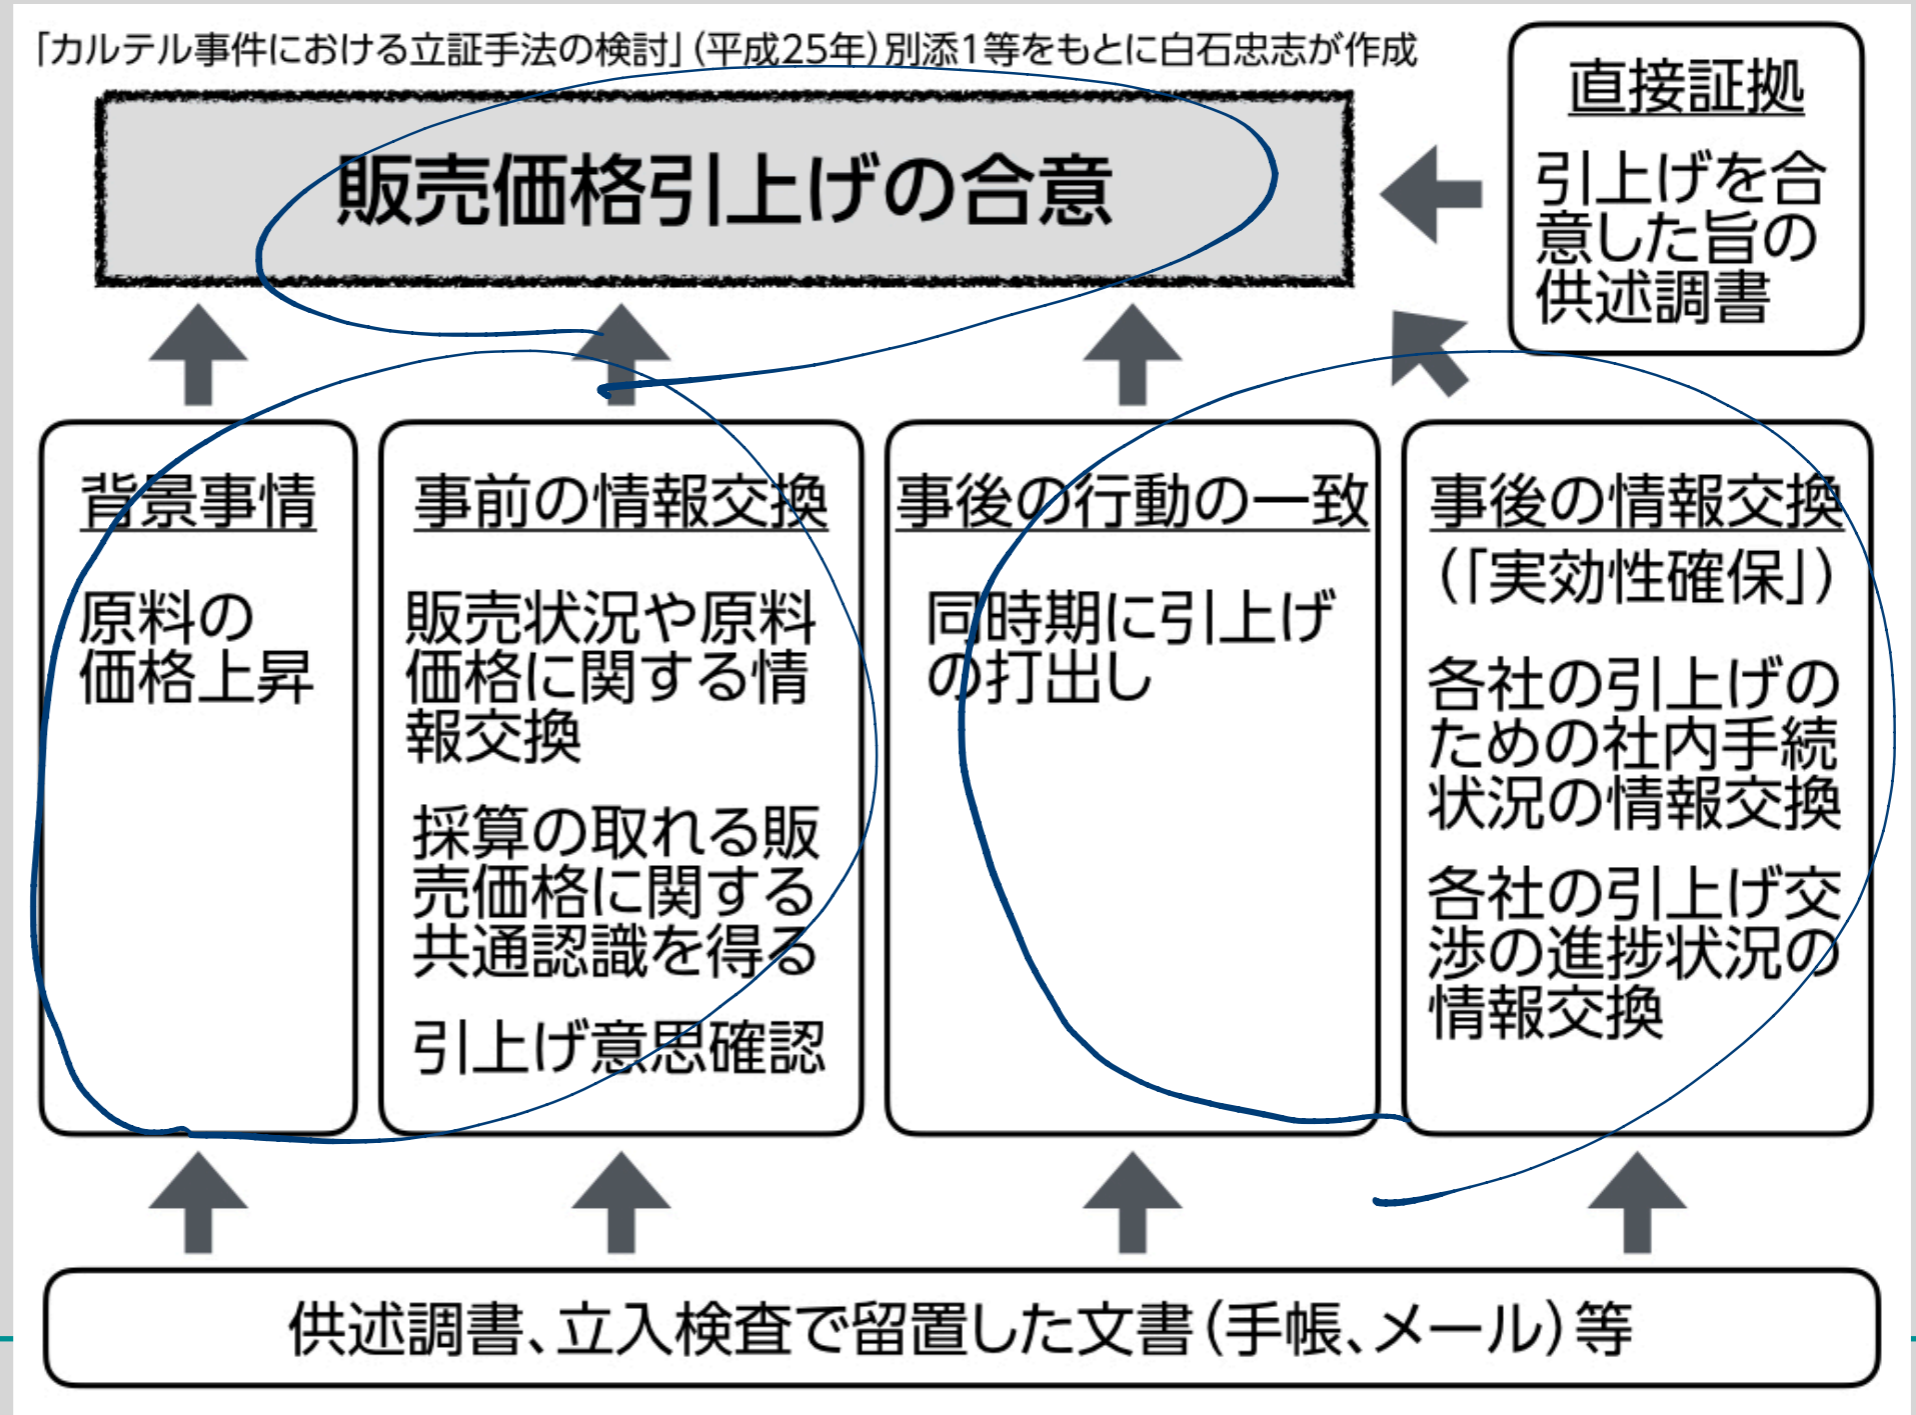 「カルテル事件における立証手法の検討」(平成25年)別添1等をもとに白石忠志が作成
販売価格引上げの合意
直接証拠
引上げを合
意した旨の
供述調書
背景事情
原料の
価格上昇
事前の情報交換
販売状況や原料
価格に関する情
報交換
採算の取れる販
売価格に関する
共通認識を得る
引上げ意思確認
事後の行動の一致
同時期に引上げ
の打出し
事後の情報交換
(「実効性確保」)
各社の引上げの
ための社内手続
状況の情報交換
各社の引上げ交
渉の進捗状況の
情報交換
供述調書、立入検査で留置した文書(手帳、メール)等